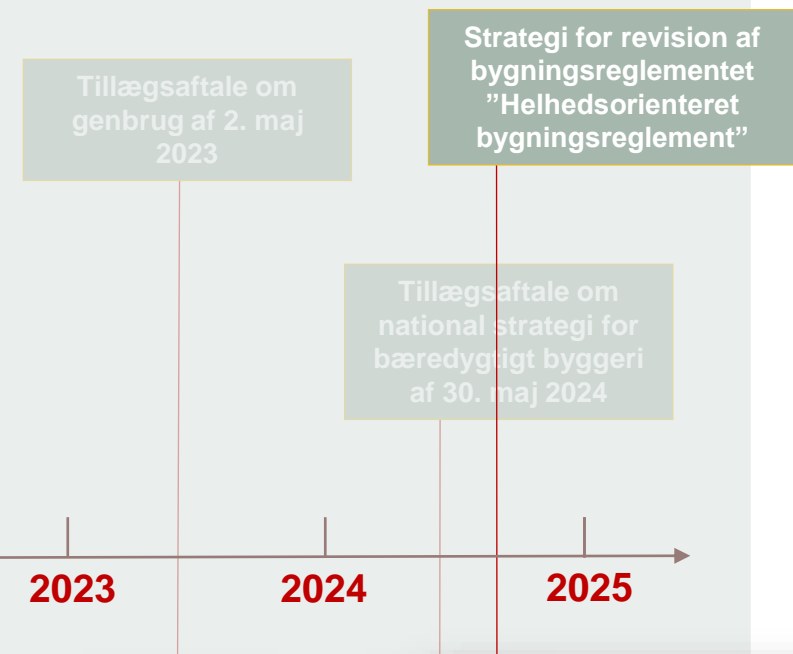 Strategi for revision af
bygningsreglementet
”Helhedsorienteret
bygningsreglement”
Tillægsaftale om
genbrug af 2. maj
2023
Tillægsaftale om
national strategi for
bæredygtigt byggeri
af 30. maj 2024
2023
2024
2025